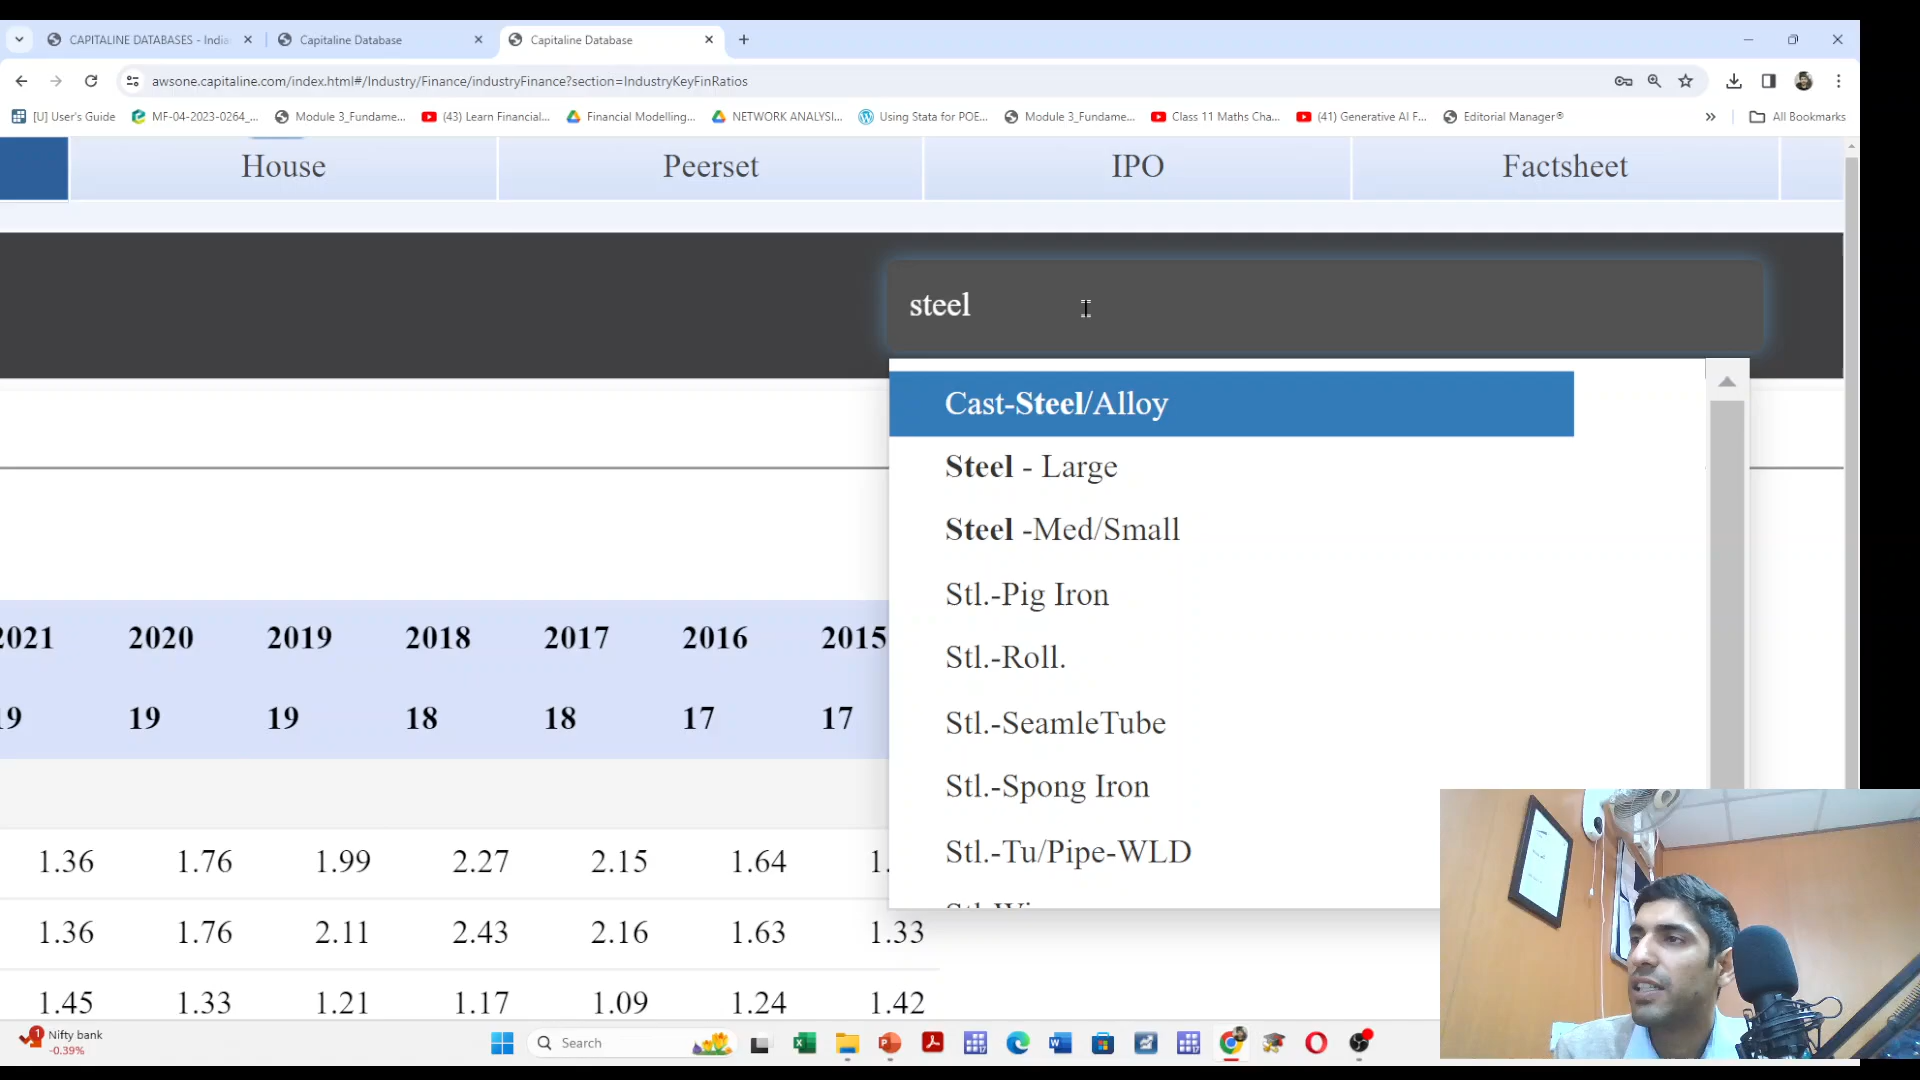 CAPITALINE DATABASES - India
Capitaline Database
Capitaline Database
awsone.capitaline.com/index.html#/Industry/Finance/industryFinance?section=IndustryKeyFinRatios
[U] User's Guide
MF-04-2023-0264_...
Module 3_Fundame...
(43) Learn Financial...
Financial Modelling...
NETWORK ANALYSI...
Using Stata for POE...
Module 3_Fundame...
Class 11 Maths Cha...
(41) Generative AI F...
Editorial Manager®
»
All Bookmarks
House
Peerset
IPO
Factsheet
steel
Cast-Steel/Alloy
Steel - Large
Steel -Med/Small
Stl.-Pig Iron
Stl.-Roll.
Stl.-SeamleTube
Stl.-Spong Iron
Stl.-Tu/Pipe-WLD
2021 2020 2019 2018 2017 2016 2015
19 19 19 18 18 17 17
1.36 1.76 1.99 2.27 2.15 1.64 1.
1.36 1.76 2.11 2.43 2.16 1.63 1.33
1.45 1.33 1.21 1.17 1.09 1.24 1.42
1
Nifty bank
-0.39%
Search